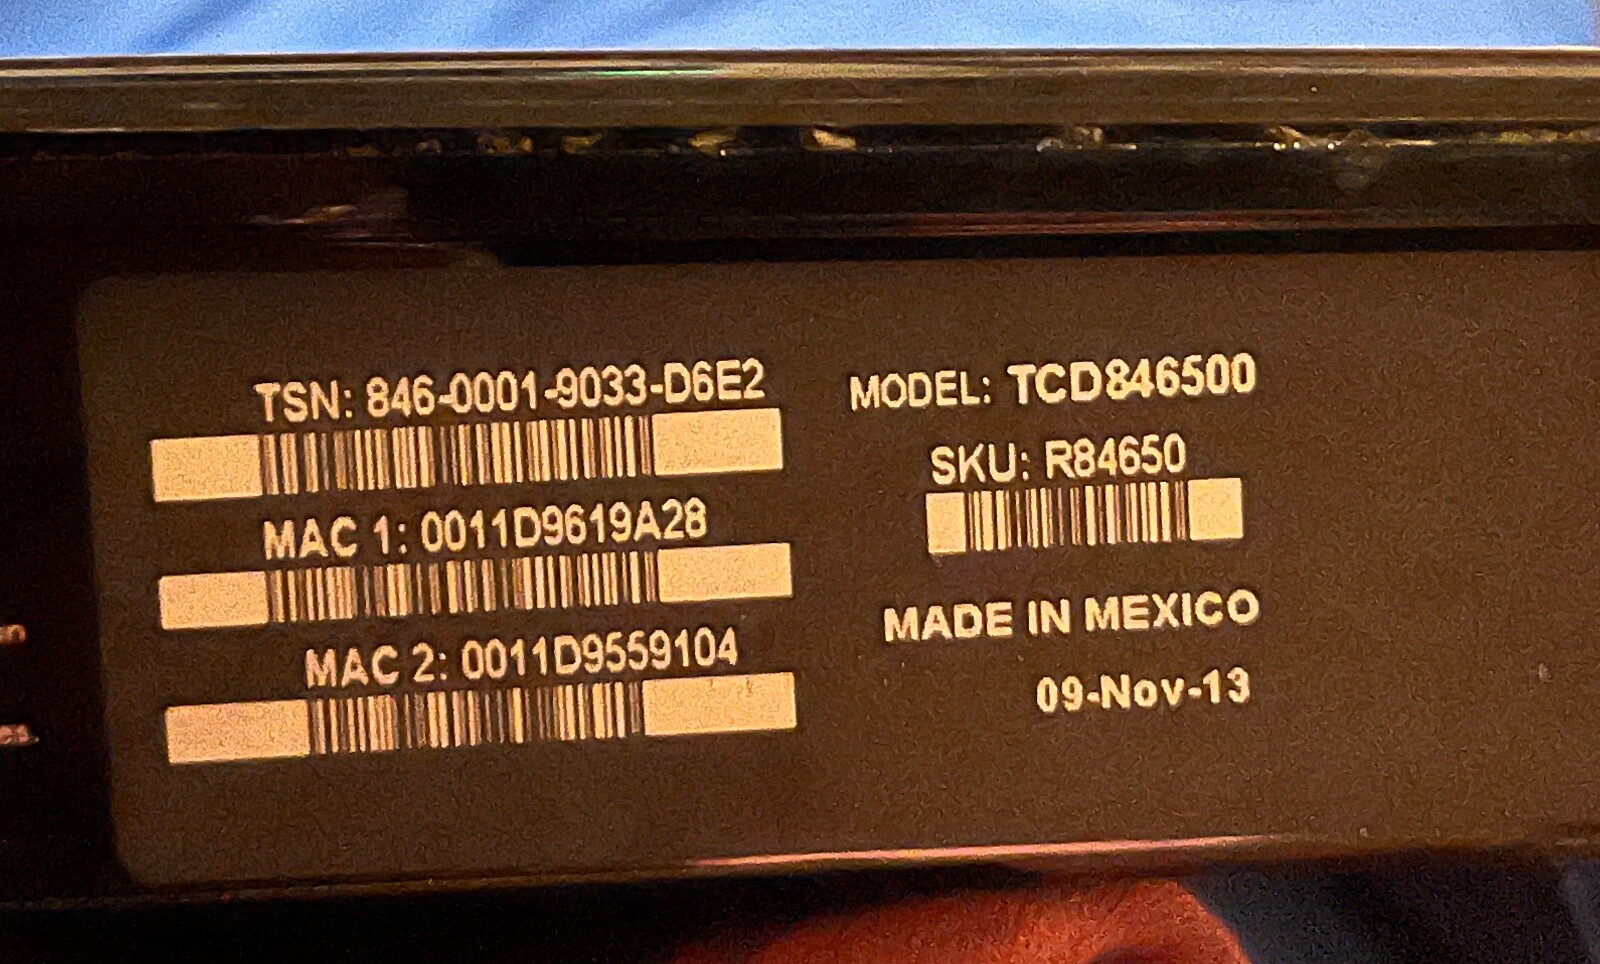 TSN: 846-0001-9033-D6E2
MAC 1: 0011D9619A28
MAC 2: 0011D9559104
MODEL: TCD846500
SKU: R84650
MADE IN MEXICO
09-Nov-13